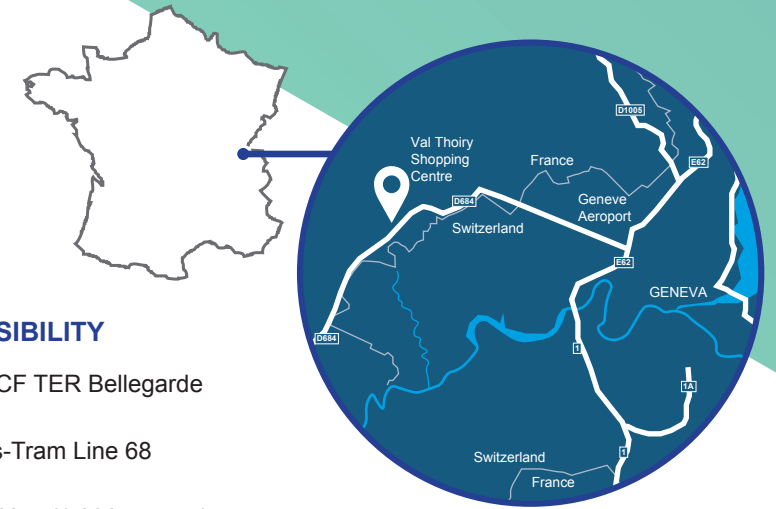 D1005
Val Thoiry
Shopping
Centre
France
E62
D684
Geneve
Aeroport
Switzerland
E62
GENEVA
D684
1
1A
1
Switzerland
France
SIBILITY
CF TER Bellegarde
s-Tram Line 68